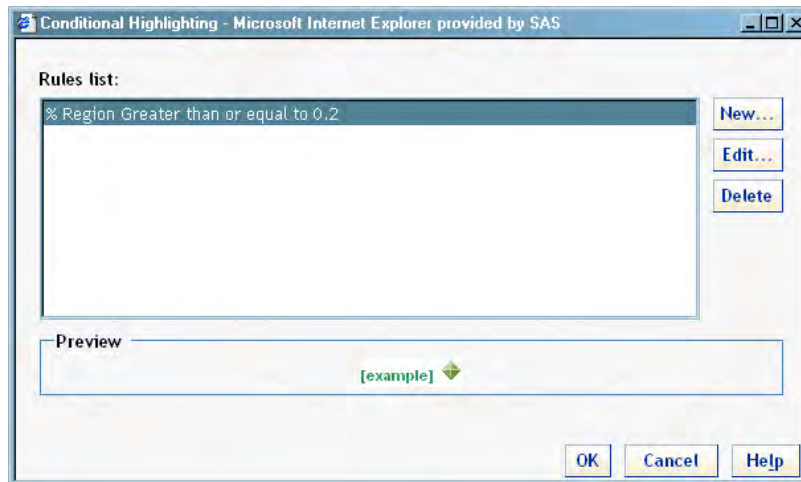 Conditional Highlighting - Microsoft Internet Explorer provided by SAS
Rules list:
% Region Greater than or equal to 0.2
New...
Edit...
Delete
Preview
[example]
OK Cancel Help